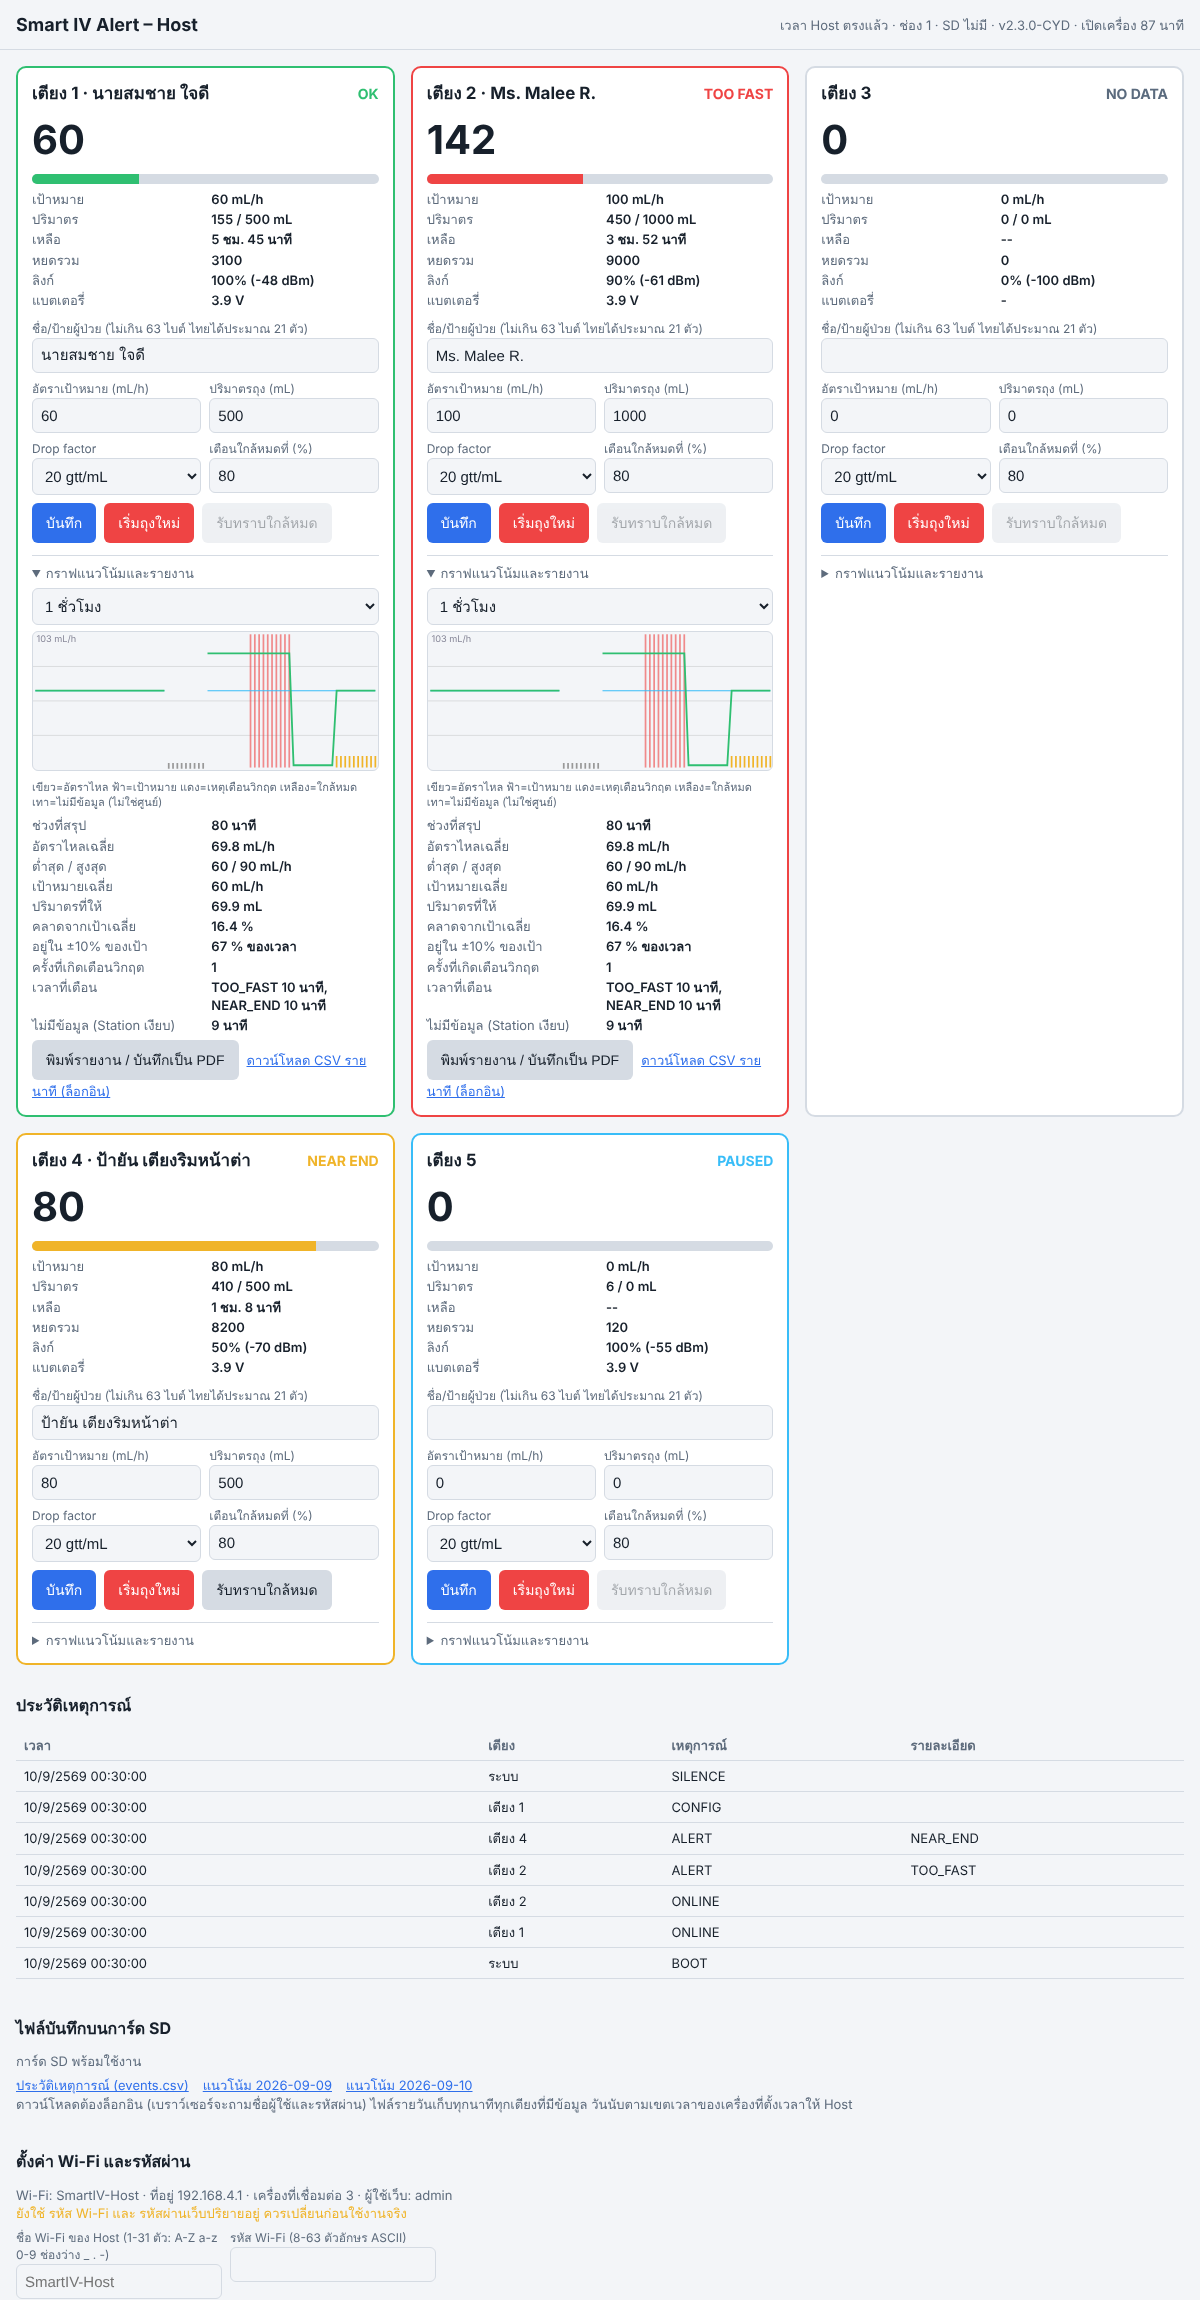 Smart IV Alert – Host
เวลา Host ตรงแล้ว · ช่อง 1 · SD ไม่มี · v2.3.0-CYD · เปิดเครื่อง 87 นาที
เตียง 1 · นายสมชาย ใจดี OK
60
เป้าหมาย 60 mL/h
ปริมาตร 155 / 500 mL
เหลือ 5 ชม. 45 นาที
หยดรวม 3100
ลิงก์ 100% (-48 dBm)
แบตเตอรี่ 3.9 V
ชื่อ/ป้ายผู้ป่วย (ไม่เกิน 63 ไบต์ ไทยได้ประมาณ 21 ตัว)
นายสมชาย ใจดี
อัตราเป้าหมาย (mL/h) ปริมาตรถุง (mL)
60 500
Drop factor เตือนใกล้หมดที่ (%)
20 gtt/mL 80
บันทึก เริ่มถุงใหม่ รับทราบใกล้หมด
▼ กราฟแนวโน้มและรายงาน
1 ชั่วโมง
103 mL/h
เขียว=อัตราไหล ฟ้า=เป้าหมาย แดง=เหตุเตือนวิกฤต เหลือง=ใกล้หมด
เทา=ไม่มีข้อมูล (ไม่ใช่ศูนย์)
ช่วงที่สรุป 80 นาที
อัตราไหลเฉลี่ย 69.8 mL/h
ต่ำสุด / สูงสุด 60 / 90 mL/h
เป้าหมายเฉลี่ย 60 mL/h
ปริมาตรที่ให้ 69.9 mL
คลาดจากเป้าเฉลี่ย 16.4 %
อยู่ใน ±10% ของเป้า 67 % ของเวลา
ครั้งที่เกิดเตือนวิกฤต 1
เวลาที่เตือน TOO_FAST 10 นาที,
NEAR_END 10 นาที
ไม่มีข้อมูล (Station เงียบ) 9 นาที
พิมพ์รายงาน / บันทึกเป็น PDF ดาวน์โหลด CSV ราย
นาที (ล็อกอิน)
เตียง 2 · Ms. Malee R. TOO FAST
142
เป้าหมาย 100 mL/h
ปริมาตร 450 / 1000 mL
เหลือ 3 ชม. 52 นาที
หยดรวม 9000
ลิงก์ 90% (-61 dBm)
แบตเตอรี่ 3.9 V
ชื่อ/ป้ายผู้ป่วย (ไม่เกิน 63 ไบต์ ไทยได้ประมาณ 21 ตัว)
Ms. Malee R.
อัตราเป้าหมาย (mL/h) ปริมาตรถุง (mL)
100 1000
Drop factor เตือนใกล้หมดที่ (%)
20 gtt/mL 80
บันทึก เริ่มถุงใหม่ รับทราบใกล้หมด
▼ กราฟแนวโน้มและรายงาน
1 ชั่วโมง
103 mL/h
เขียว=อัตราไหล ฟ้า=เป้าหมาย แดง=เหตุเตือนวิกฤต เหลือง=ใกล้หมด
เทา=ไม่มีข้อมูล (ไม่ใช่ศูนย์)
ช่วงที่สรุป 80 นาที
อัตราไหลเฉลี่ย 69.8 mL/h
ต่ำสุด / สูงสุด 60 / 90 mL/h
เป้าหมายเฉลี่ย 60 mL/h
ปริมาตรที่ให้ 69.9 mL
คลาดจากเป้าเฉลี่ย 16.4 %
อยู่ใน ±10% ของเป้า 67 % ของเวลา
ครั้งที่เกิดเตือนวิกฤต 1
เวลาที่เตือน TOO_FAST 10 นาที,
NEAR_END 10 นาที
ไม่มีข้อมูล (Station เงียบ) 9 นาที
พิมพ์รายงาน / บันทึกเป็น PDF ดาวน์โหลด CSV ราย
นาที (ล็อกอิน)
เตียง 3 NO DATA
0
เป้าหมาย 0 mL/h
ปริมาตร 0 / 0 mL
เหลือ --
หยดรวม 0
ลิงก์ 0% (-100 dBm)
แบตเตอรี่ -
ชื่อ/ป้ายผู้ป่วย (ไม่เกิน 63 ไบต์ ไทยได้ประมาณ 21 ตัว)
อัตราเป้าหมาย (mL/h) ปริมาตรถุง (mL)
0 0
Drop factor เตือนใกล้หมดที่ (%)
20 gtt/mL 80
บันทึก เริ่มถุงใหม่ รับทราบใกล้หมด
▶ กราฟแนวโน้มและรายงาน
เตียง 4 · ป้ายัน เตียงริมหน้าต่า NEAR END
80
เป้าหมาย 80 mL/h
ปริมาตร 410 / 500 mL
เหลือ 1 ชม. 8 นาที
หยดรวม 8200
ลิงก์ 50% (-70 dBm)
แบตเตอรี่ 3.9 V
ชื่อ/ป้ายผู้ป่วย (ไม่เกิน 63 ไบต์ ไทยได้ประมาณ 21 ตัว)
ป้ายัน เตียงริมหน้าต่า
อัตราเป้าหมาย (mL/h) ปริมาตรถุง (mL)
80 500
Drop factor เตือนใกล้หมดที่ (%)
20 gtt/mL 80
บันทึก เริ่มถุงใหม่ รับทราบใกล้หมด
▶ กราฟแนวโน้มและรายงาน
เตียง 5 PAUSED
0
เป้าหมาย 0 mL/h
ปริมาตร 6 / 0 mL
เหลือ --
หยดรวม 120
ลิงก์ 100% (-55 dBm)
แบตเตอรี่ 3.9 V
ชื่อ/ป้ายผู้ป่วย (ไม่เกิน 63 ไบต์ ไทยได้ประมาณ 21 ตัว)
อัตราเป้าหมาย (mL/h) ปริมาตรถุง (mL)
0 0
Drop factor เตือนใกล้หมดที่ (%)
20 gtt/mL 80
บันทึก เริ่มถุงใหม่ รับทราบใกล้หมด
▶ กราฟแนวโน้มและรายงาน
ประวัติเหตุการณ์
เวลา เตียง เหตุการณ์ รายละเอียด
10/9/2569 00:30:00 ระบบ SILENCE
10/9/2569 00:30:00 เตียง 1 CONFIG
10/9/2569 00:30:00 เตียง 4 ALERT NEAR_END
10/9/2569 00:30:00 เตียง 2 ALERT TOO_FAST
10/9/2569 00:30:00 เตียง 2 ONLINE
10/9/2569 00:30:00 เตียง 1 ONLINE
10/9/2569 00:30:00 ระบบ BOOT
ไฟล์บันทึกบนการ์ด SD
การ์ด SD พร้อมใช้งาน
ประวัติเหตุการณ์ (events.csv) แนวโน้ม 2026-09-09 แนวโน้ม 2026-09-10
ดาวน์โหลดต้องล็อกอิน (เบราว์เซอร์จะถามชื่อผู้ใช้และรหัสผ่าน) ไฟล์รายวันเก็บทุกนาทีทุกเตียงที่มีข้อมูล วันนับตามเขตเวลาของเครื่องที่ตั้งเวลาให้ Host
ตั้งค่า Wi-Fi และรหัสผ่าน
Wi-Fi: SmartIV-Host · ที่อยู่ 192.168.4.1 · เครื่องที่เชื่อมต่อ 3 · ผู้ใช้เว็บ: admin
ยังใช้ รหัส Wi-Fi และ รหัสผ่านเว็บปริยายอยู่ ควรเปลี่ยนก่อนใช้งานจริง
ชื่อ Wi-Fi ของ Host (1-31 ตัว: A-Z a-z
0-9 ช่องว่าง _ . -)
SmartIV-Host
รหัส Wi-Fi (8-63 ตัวอักษร ASCII)